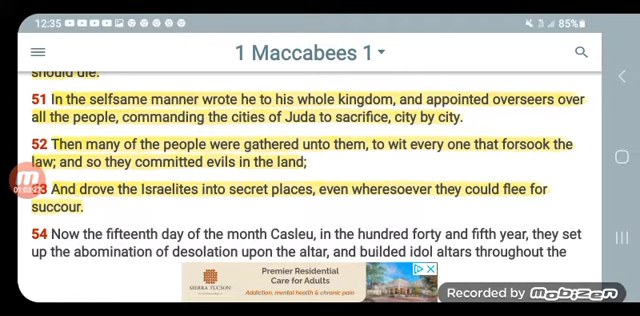 12:35
85%
1 Maccabees 1
should die.
51 In the selfsame manner wrote he to his whole kingdom, and appointed overseers over
all the people, commanding the cities of Juda to sacrifice, city by city.
52 Then many of the people were gathered unto them, to wit every one that forsook the
law; and so they committed evils in the land;
3 And drove the Israelites into secret places, even wheresoever they could flee for
succour.
54 Now the fifteenth day of the month Casleu, in the hundred forty and fifth year, they set
up the abomination of desolation upon the altar, and builded idol altars throughout the
SIERRA TUCSON
Premier Residential
Care for Adults
Addiction, mental health & chronic pain
Recorded by mobizen